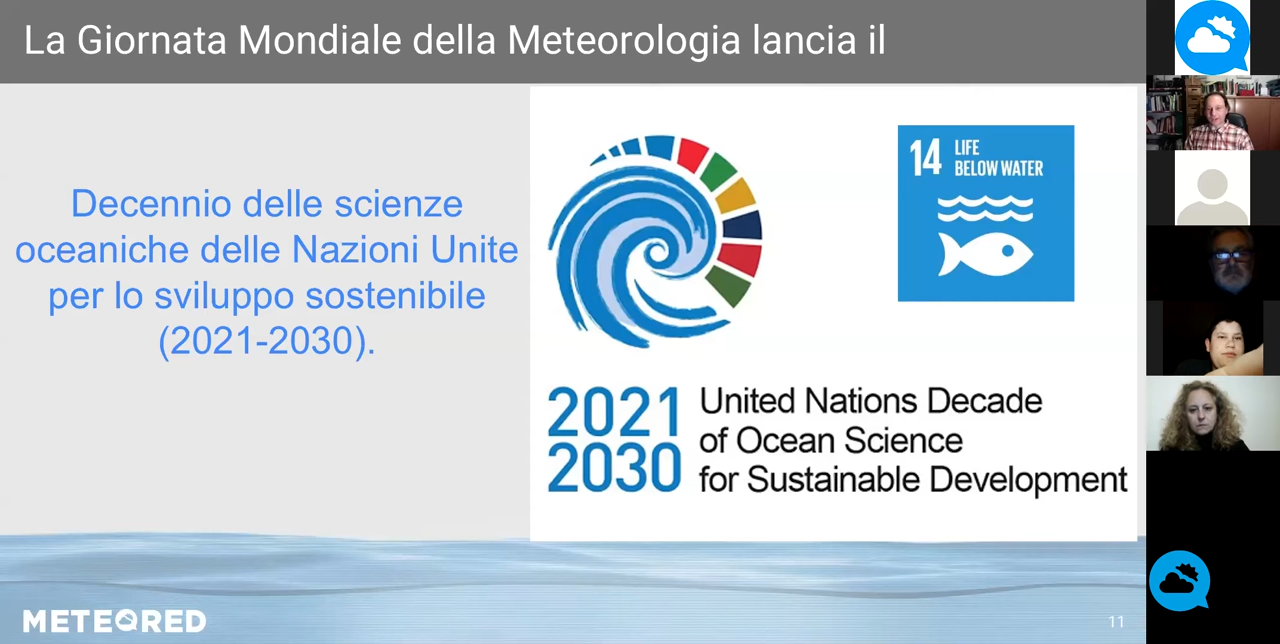 La Giornata Mondiale della Meteorologia lancia il
Decennio delle scienze
oceaniche delle Nazioni Unite
per lo sviluppo sostenibile
(2021-2030).
14 LIFE
BELOW WATER
2021
2030
United Nations Decade
of Ocean Science
for Sustainable Development
METEORED
11